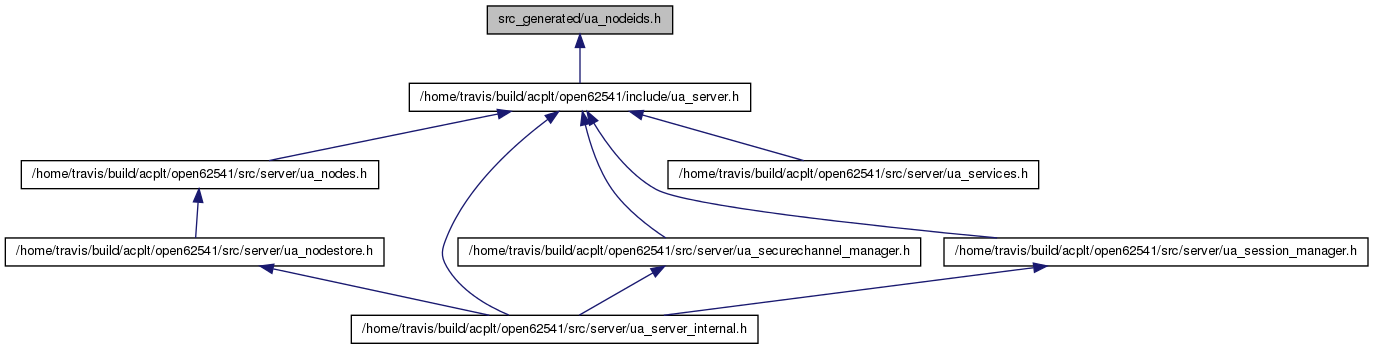 src_generated/ua_nodeids.h
/home/travis/build/acplt/open62541/include/ua_server.h
/home/travis/build/acplt/open62541/src/server/ua_nodes.h
/home/travis/build/acplt/open62541/src/server/ua_services.h
/home/travis/build/acplt/open62541/src/server/ua_nodestore.h
/home/travis/build/acplt/open62541/src/server/ua_securechannel_manager.h
/home/travis/build/acplt/open62541/src/server/ua_session_manager.h
/home/travis/build/acplt/open62541/src/server/ua_server_internal.h